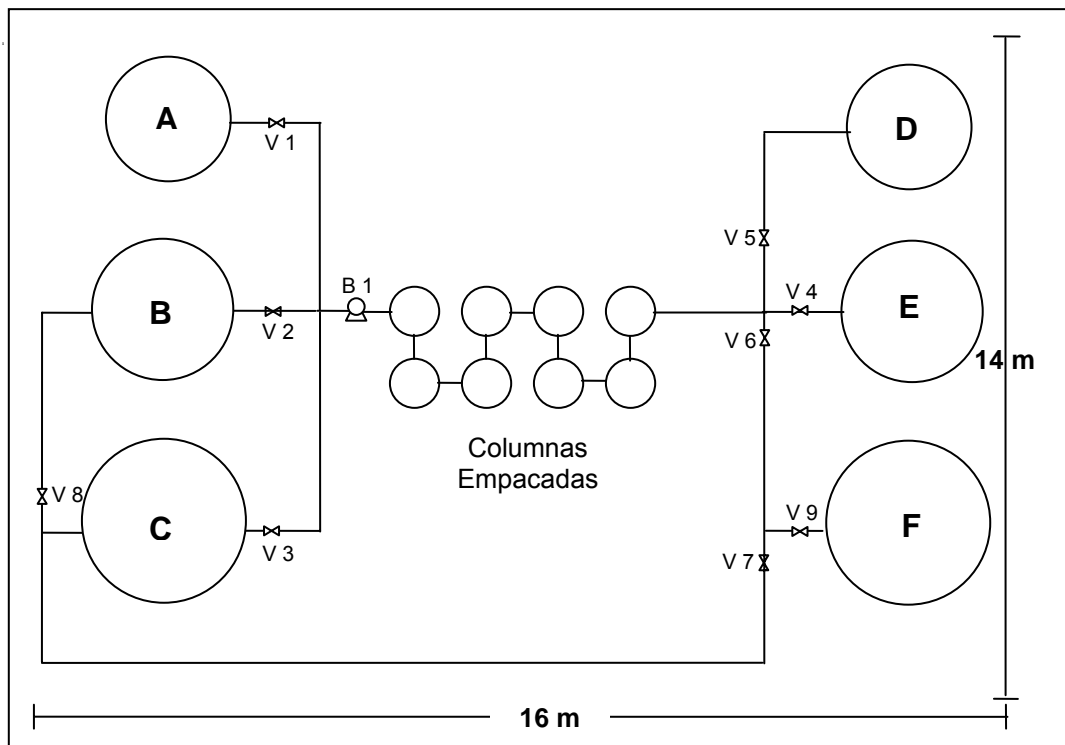 A
V 1
D
B
V 2
B 1
V 5
V 4
E
V 6
14 m
Columnas
Empacadas
V 8
C
V 3
V 9
F
V 7
16 m